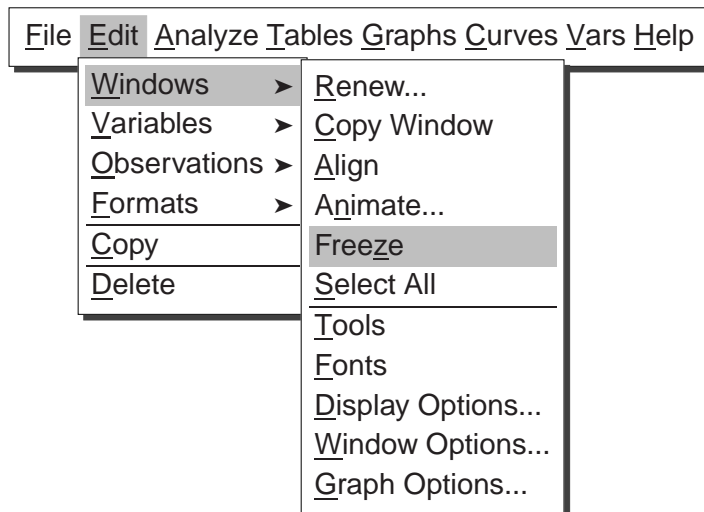 File Edit Analyze Tables Graphs Curves Vars Help
Windows ➤
Variables ➤
Observations ➤
Formats ➤
Copy
Delete
Renew...
Copy Window
Align
Animate...
Freeze
Select All
Tools
Fonts
Display Options...
Window Options...
Graph Options...